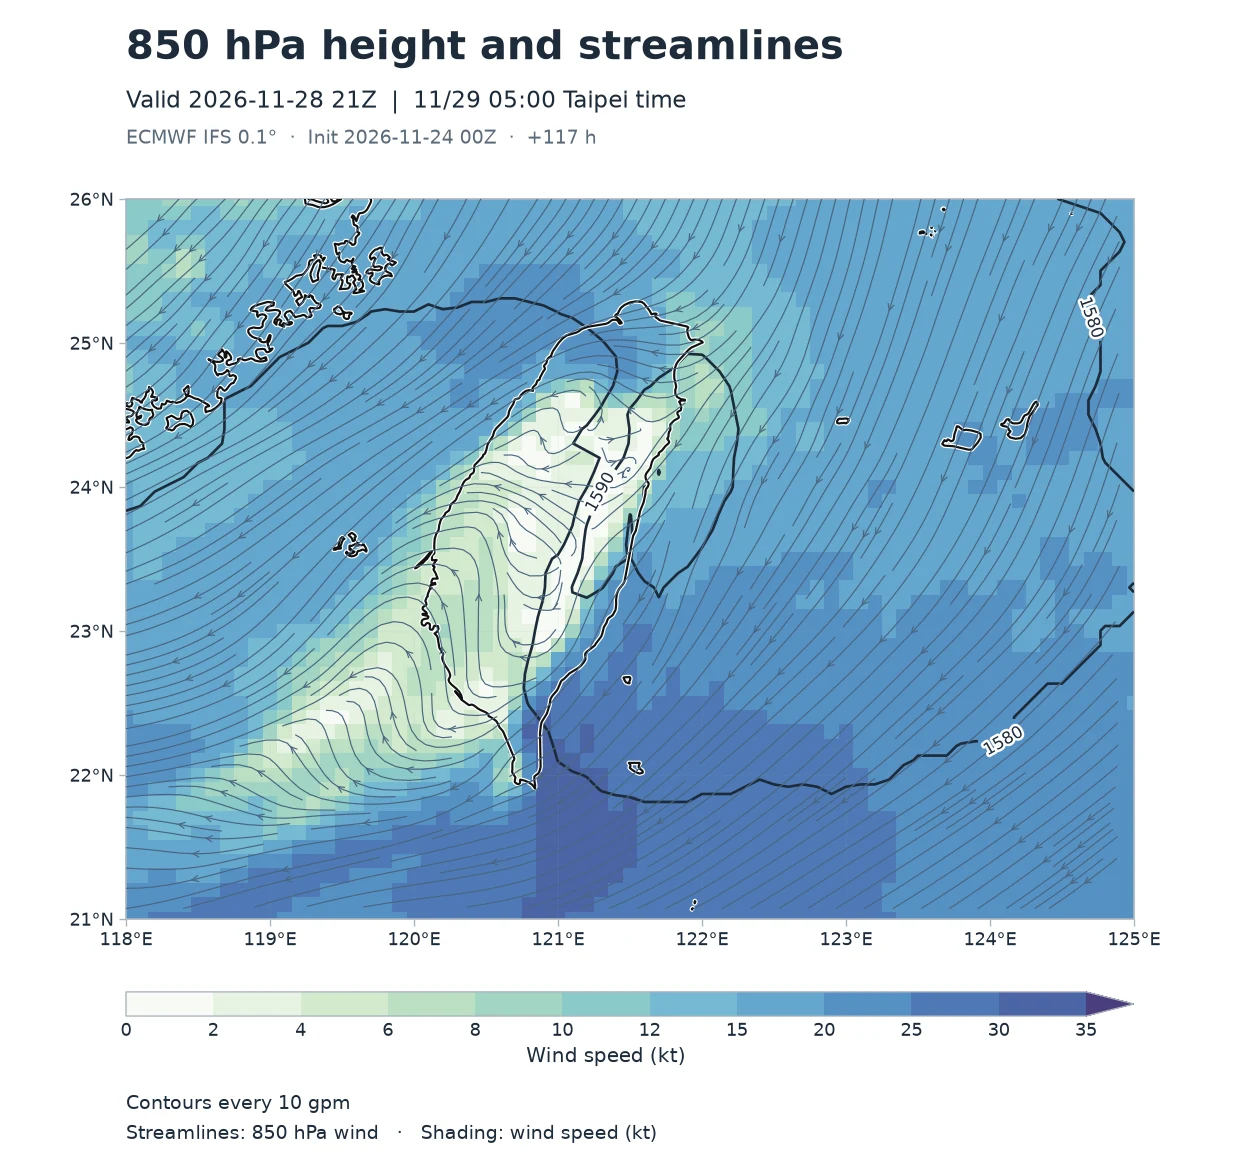 850 hPa height and streamlines
Valid 2026-11-28 21Z | 11/29 05:00 Taipei time
ECMWF IFS 0.1° · Init 2026-11-24 00Z · +117 h
26°N
25°N
24°N
23°N
22°N
21°N
1580
1590
1580
118°E 119°E 120°E 121°E 122°E 123°E 124°E 125°E
0 2 4 6 8 10 12 15 20 25 30 35
Wind speed (kt)
Contours every 10 gpm
Streamlines: 850 hPa wind · Shading: wind speed (kt)